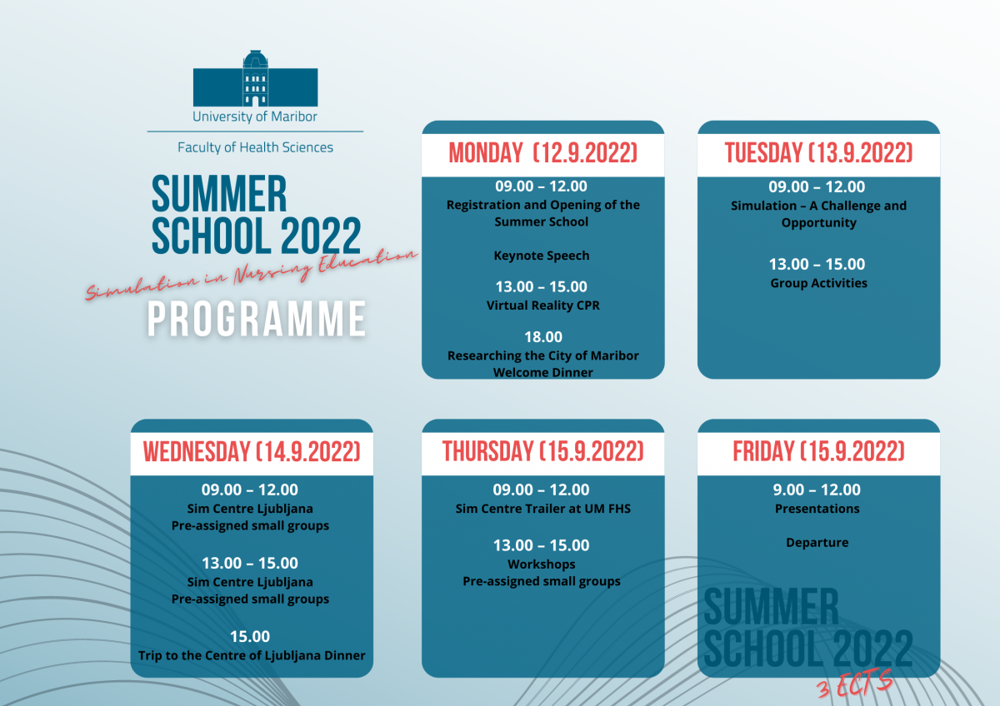 University of Maribor
Faculty of Health Sciences
SUMMER
SCHOOL 2022
Simulation in Nursing Education
PROGRAMME
MONDAY (12.9.2022)
09.00 – 12.00
Registration and Opening of the
Summer School
Keynote Speech
13.00 – 15.00
Virtual Reality CPR
18.00
Researching the City of Maribor
Welcome Dinner
TUESDAY (13.9.2022)
09.00 – 12.00
Simulation – A Challenge and
Opportunity
13.00 – 15.00
Group Activities
WEDNESDAY (14.9.2022)
09.00 – 12.00
Sim Centre Ljubljana
Pre-assigned small groups
13.00 – 15.00
Sim Centre Ljubljana
Pre-assigned small groups
15.00
Trip to the Centre of Ljubljana Dinner
THURSDAY (15.9.2022)
09.00 – 12.00
Sim Centre Trailer at UM FHS
13.00 – 15.00
Workshops
Pre-assigned small groups
FRIDAY (15.9.2022)
9.00 – 12.00
Presentations
Departure
SUMMER
SCHOOL 2022
3 ECTS